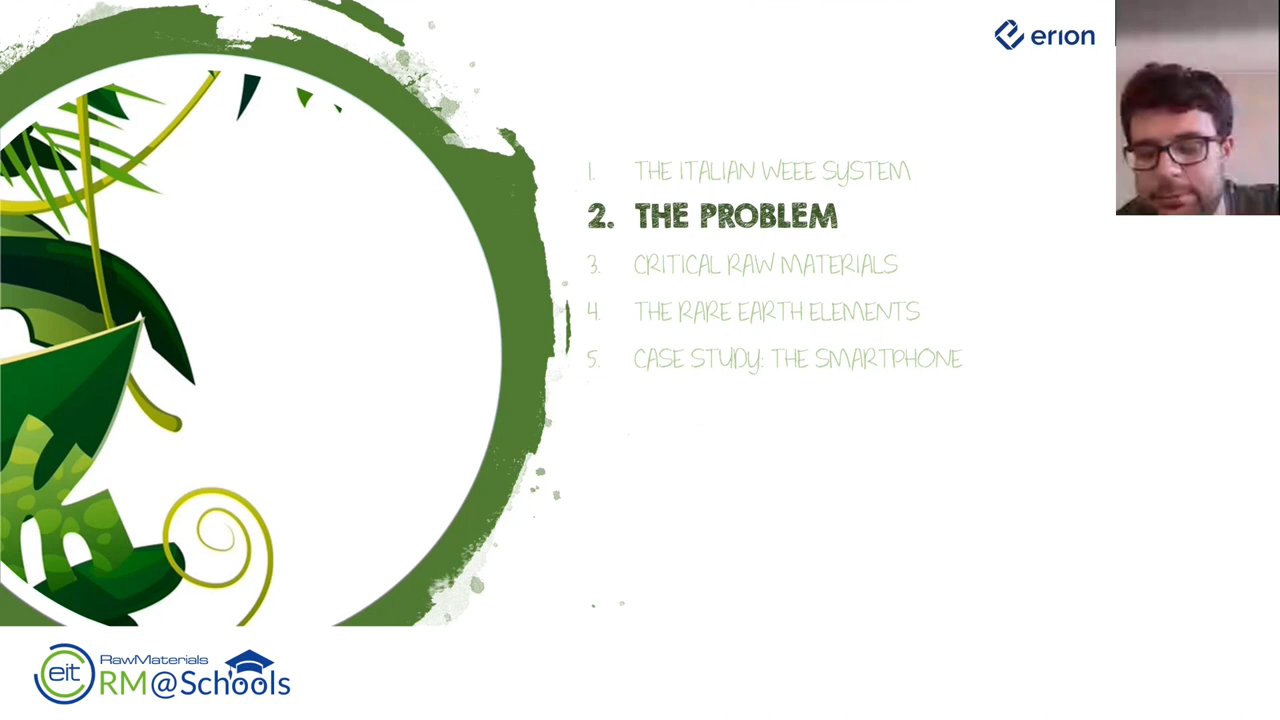 erion
1. THE ITALIAN WEEE SYSTEM
2. THE PROBLEM
3. CRITICAL RAW MATERIALS
4. THE RARE EARTH ELEMENTS
5. CASE STUDY: THE SMARTPHONE
eit RawMaterials
RM@Schools